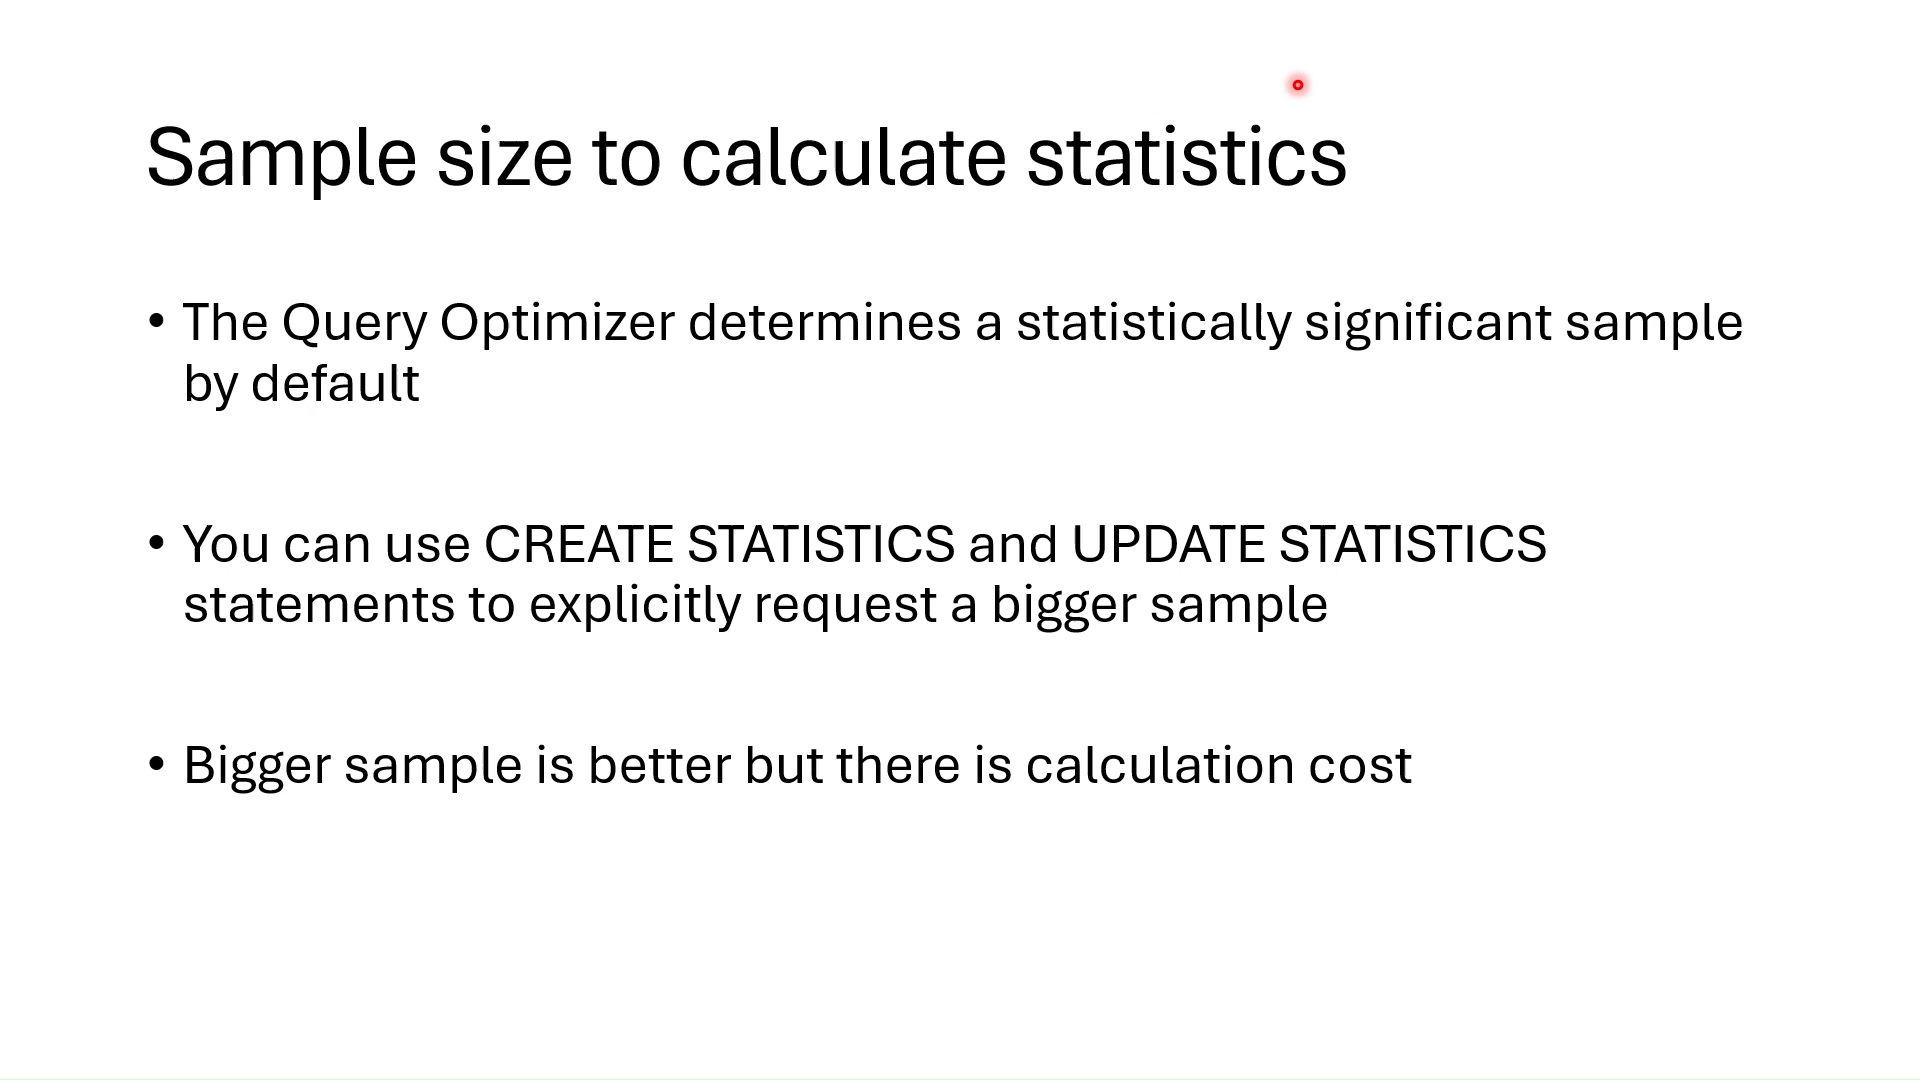 Sample size to calculate statistics
• The Query Optimizer determines a statistically significant sample
by default
• You can use CREATE STATISTICS and UPDATE STATISTICS
statements to explicitly request a bigger sample
• Bigger sample is better but there is calculation cost